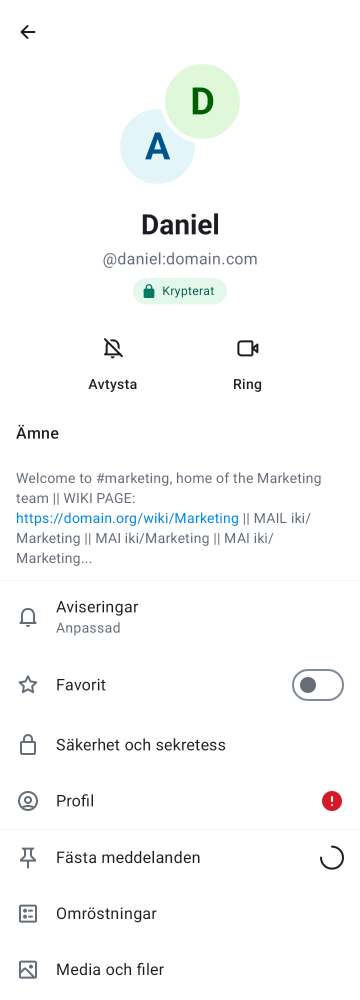 D
A
Daniel
@daniel:domain.com
Krypterat
Avtysta
Ring
Ämne
Welcome to #marketing, home of the Marketing
team || WIKI PAGE:
https://domain.org/wiki/Marketing || MAIL iki/
Marketing || MAI iki/Marketing || MAI iki/
Marketing...
Aviseringar
Anpassad
Favorit
Säkerhet och sekretess
Profil
Fästa meddelanden
Omröstningar
Media och filer